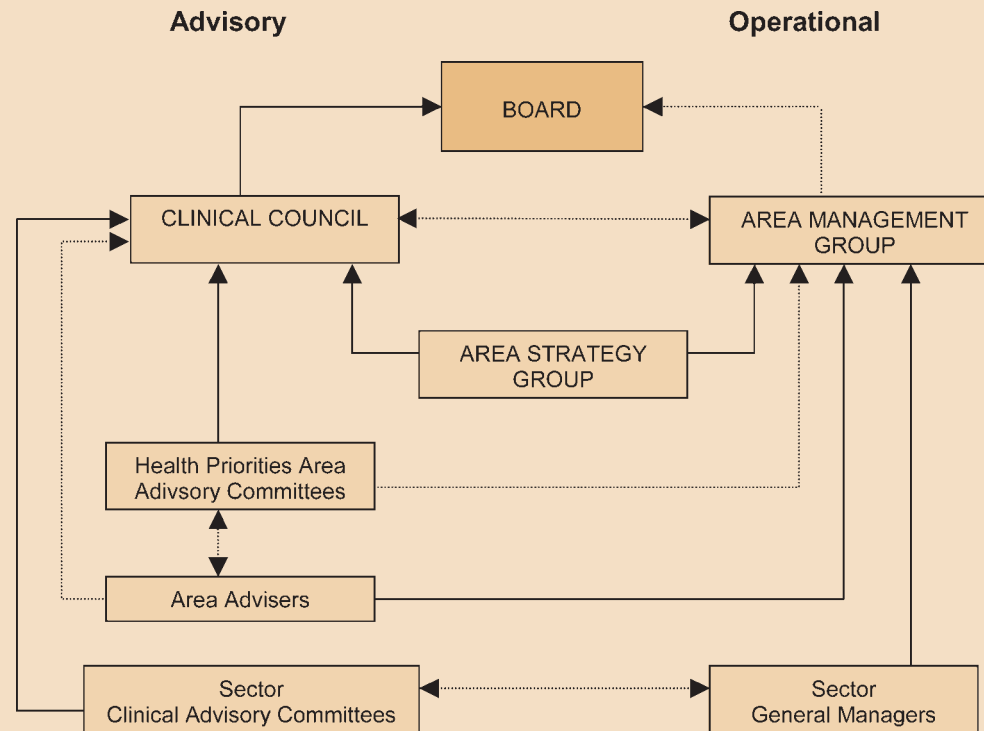 Advisory
Operational
BOARD
CLINICAL COUNCIL
AREA MANAGEMENT
GROUP
AREA STRATEGY
GROUP
Health Priorities Area
Adivsory Committees
Area Advisers
Sector
Clinical Advisory Committees
Sector
General Managers